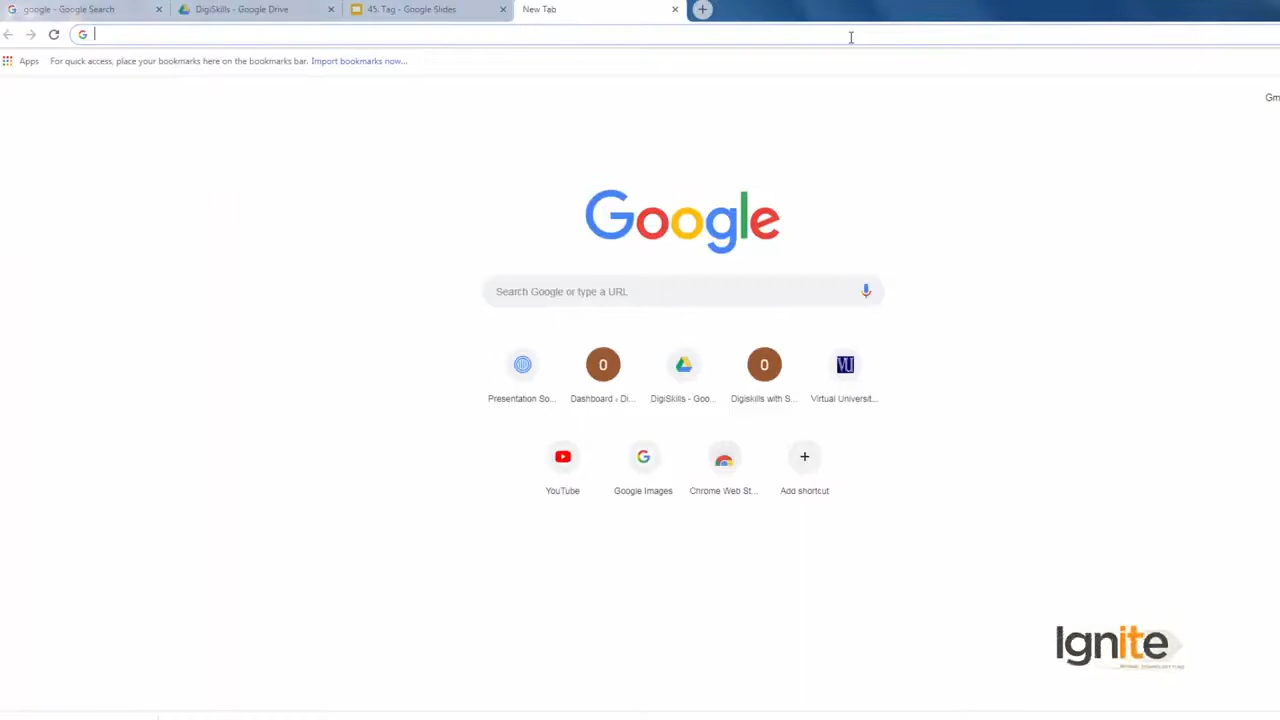 google - Google Search
DigiSkills - Google Drive
45. Tag - Google Slides
New Tab
Apps
For quick access, place your bookmarks here on the bookmarks bar. Import bookmarks now...
Gm
Google
Search Google or type a URL
0
0
VU
Presentation So...
Dashboard ‹ Di...
DigiSkills - Goo...
Digiskills with S...
Virtual Universit...
YouTube
Google Images
Chrome Web St...
Add shortcut
Ignite